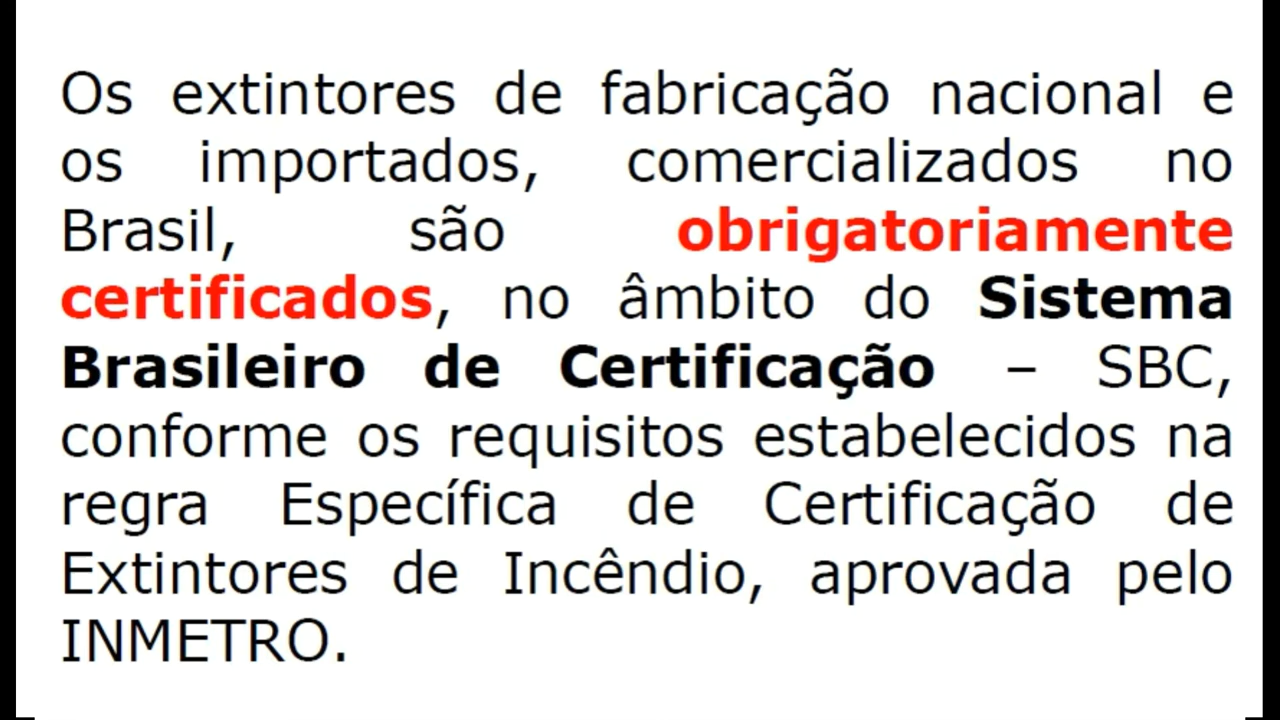 Os extintores de fabricação nacional e
os importados, comercializados no
Brasil, são obrigatoriamente
certificados, no âmbito do Sistema
Brasileiro de Certificação – SBC,
conforme os requisitos estabelecidos na
regra Específica de Certificação de
Extintores de Incêndio, aprovada pelo
INMETRO.